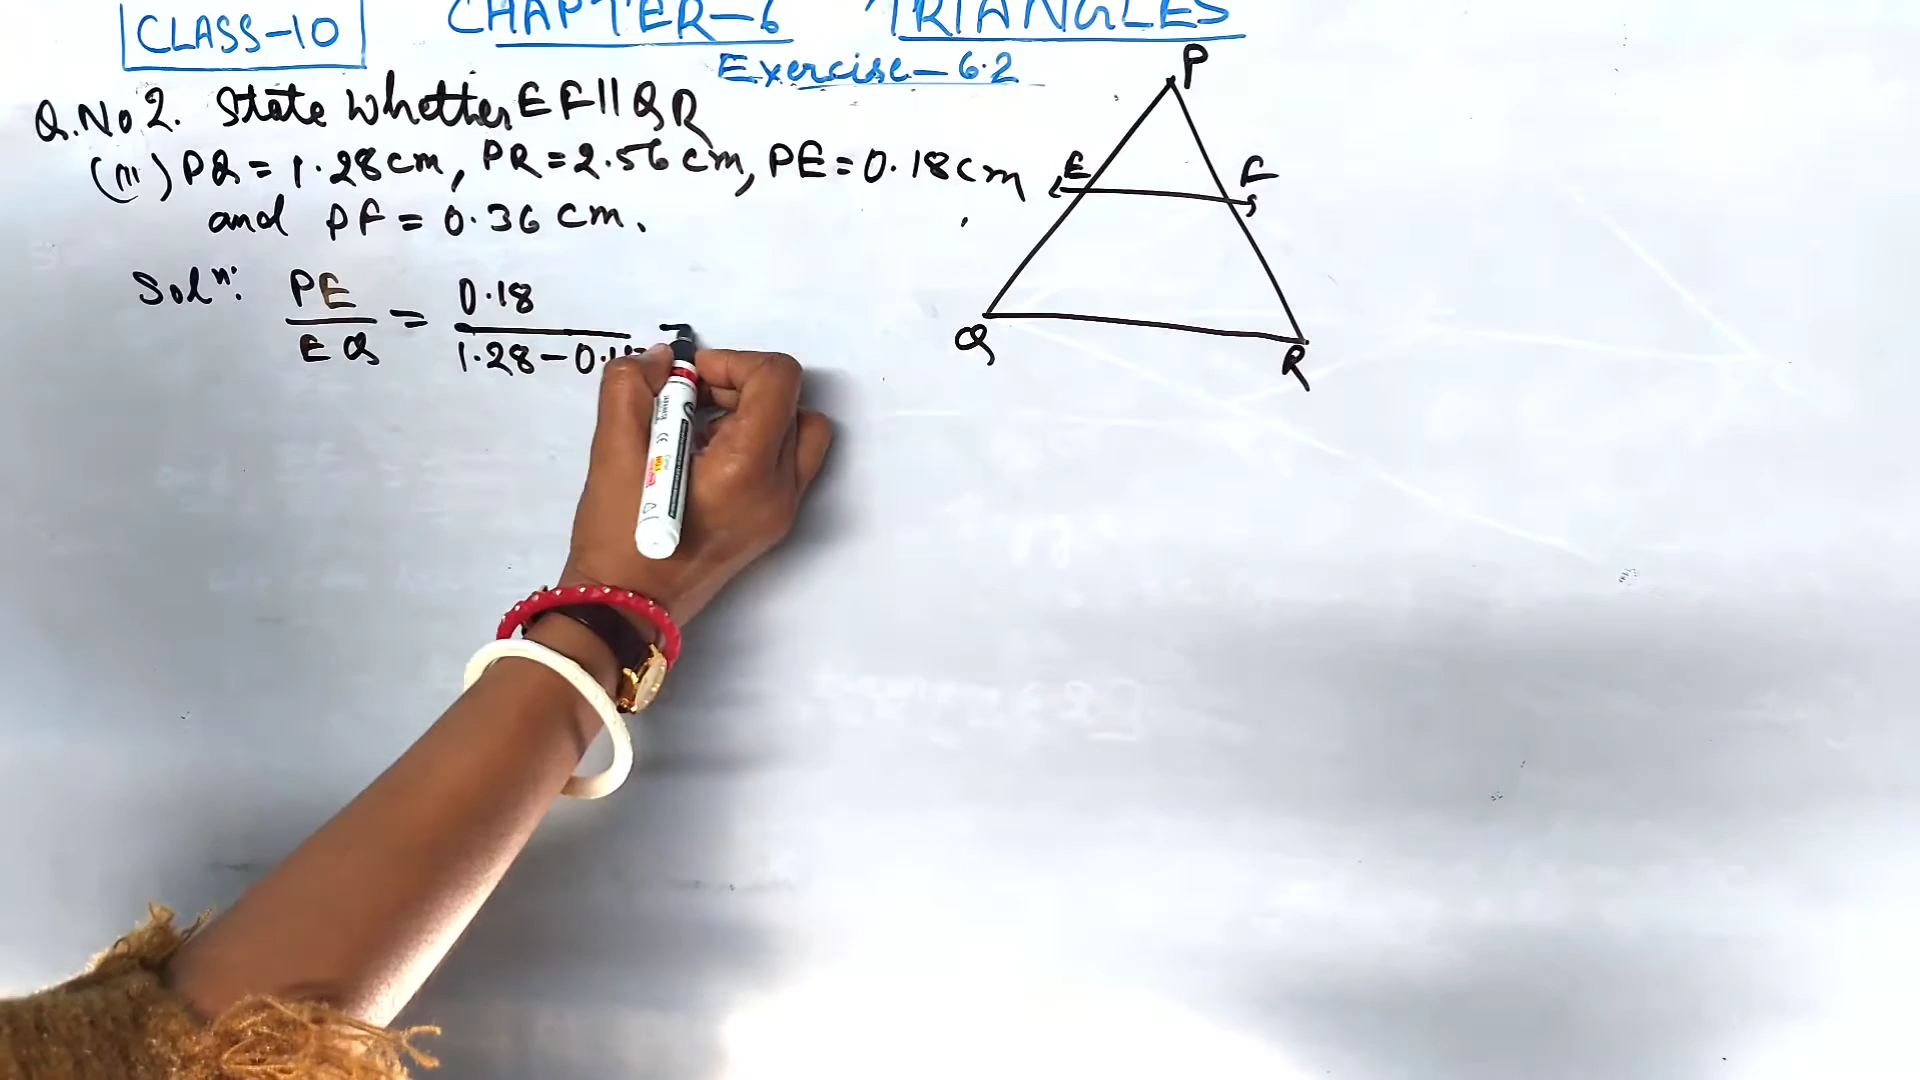 CLASS-10 CHAPTER-6 TRIANGLES
Exercise-6.2
Q.No 2. State Whether EF||QR
(iii) PQ = 1.28 cm, PR = 2.56 cm, PE = 0.18 cm
and PF = 0.36 cm.
Solⁿ: PE/EQ = 0.18/1.28-0.18 =
P
E F
Q R